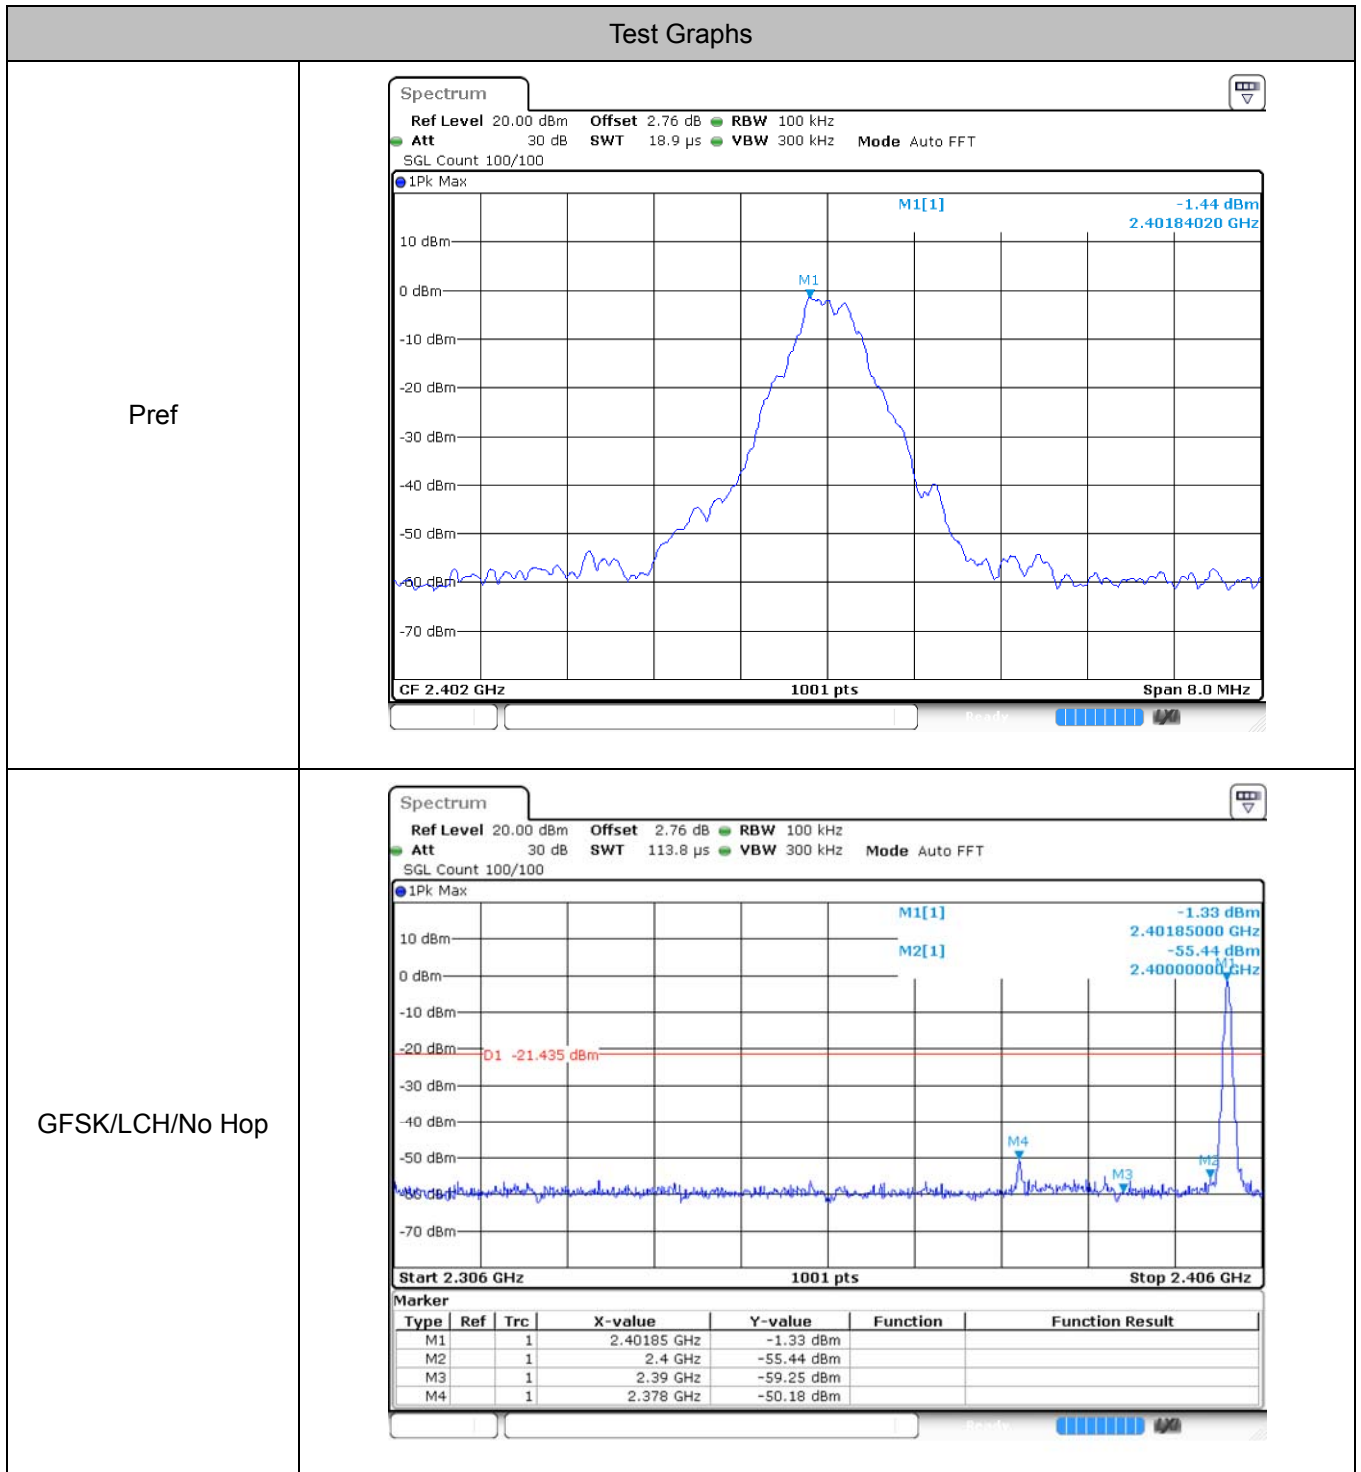 Test Graphs
Pref
Spectrum
Ref Level 20.00 dBm Offset 2.76 dB RBW 100 kHz
Att 30 dB SWT 18.9 µs VBW 300 kHz Mode Auto FFT
SGL Count 100/100
1Pk Max
M1[1] -1.44 dBm
2.40184020 GHz
10 dBm
M1
0 dBm
-10 dBm
-20 dBm
-30 dBm
-40 dBm
-50 dBm
-60 dBm
-70 dBm
CF 2.402 GHz 1001 pts Span 8.0 MHz
Ready
GFSK/LCH/No Hop
Spectrum
Ref Level 20.00 dBm Offset 2.76 dB RBW 100 kHz
Att 30 dB SWT 113.8 µs VBW 300 kHz Mode Auto FFT
SGL Count 100/100
1Pk Max
M1[1] -1.33 dBm
2.40185000 GHz
10 dBm
M2[1] -55.44 dBm
M1
2.40000000 GHz
0 dBm
-10 dBm
-20 dBm
D1 -21.435 dBm
-30 dBm
-40 dBm
M4
-50 dBm
M2
M3
-60 dBm
-70 dBm
Start 2.306 GHz 1001 pts Stop 2.406 GHz
Marker
Type Ref Trc X-value Y-value Function Function Result
M1 1 2.40185 GHz -1.33 dBm
M2 1 2.4 GHz -55.44 dBm
M3 1 2.39 GHz -59.25 dBm
M4 1 2.378 GHz -50.18 dBm
Ready